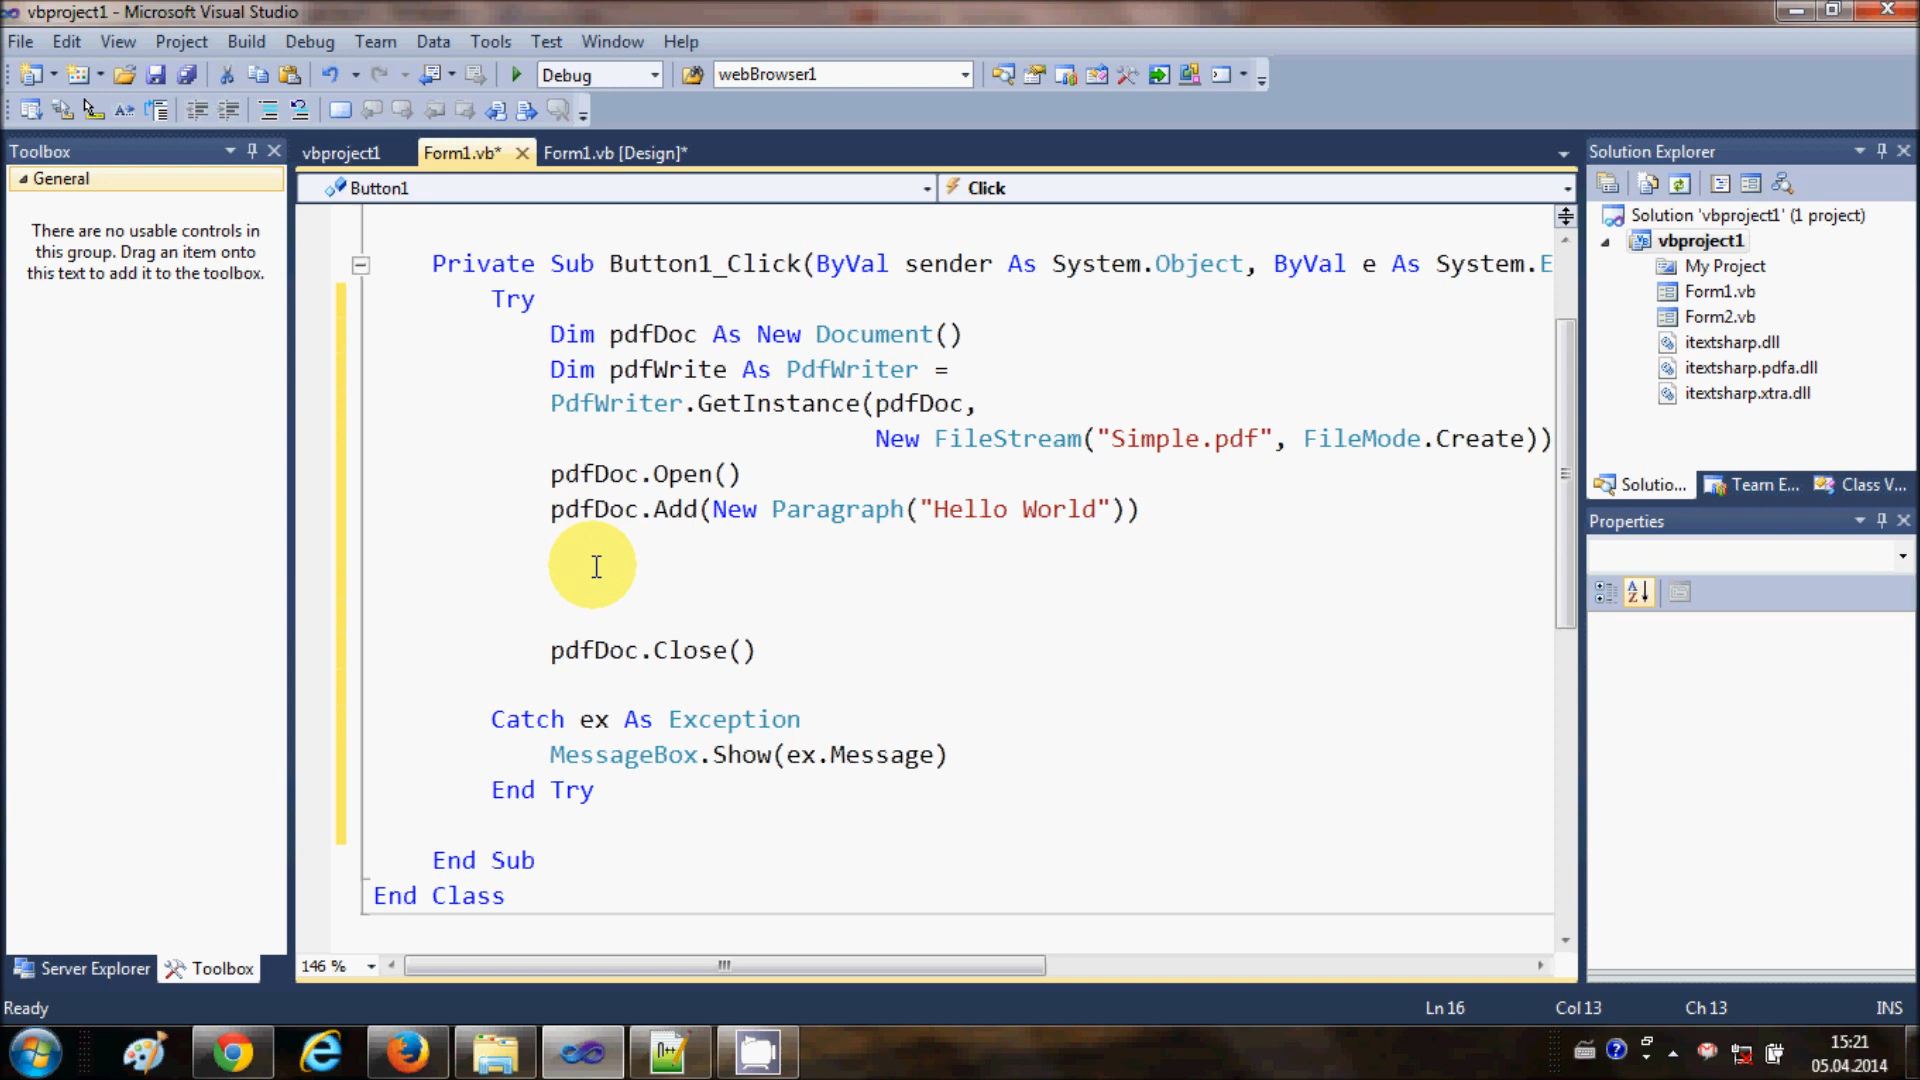 vbproject1 - Microsoft Visual Studio
File Edit View Project Build Debug Team Data Tools Test Window Help
Debug webBrowser1
Toolbox
General
There are no usable controls in
this group. Drag an item onto
this text to add it to the toolbox.
Server Explorer Toolbox
vbproject1 Form1.vb* Form1.vb [Design]*
Button1 Click
Private Sub Button1_Click(ByVal sender As System.Object, ByVal e As System.E
Try
Dim pdfDoc As New Document()
Dim pdfWrite As PdfWriter =
PdfWriter.GetInstance(pdfDoc,
New FileStream("Simple.pdf", FileMode.Create))
pdfDoc.Open()
pdfDoc.Add(New Paragraph("Hello World"))
pdfDoc.Close()
Catch ex As Exception
MessageBox.Show(ex.Message)
End Try
End Sub
End Class
146 %
Solution Explorer
Solution 'vbproject1' (1 project)
vbproject1
My Project
Form1.vb
Form2.vb
itextsharp.dll
itextsharp.pdfa.dll
itextsharp.xtra.dll
Solutio... Team E... Class V...
Properties
Ready Ln 16 Col 13 Ch 13 INS
15:21
05.04.2014